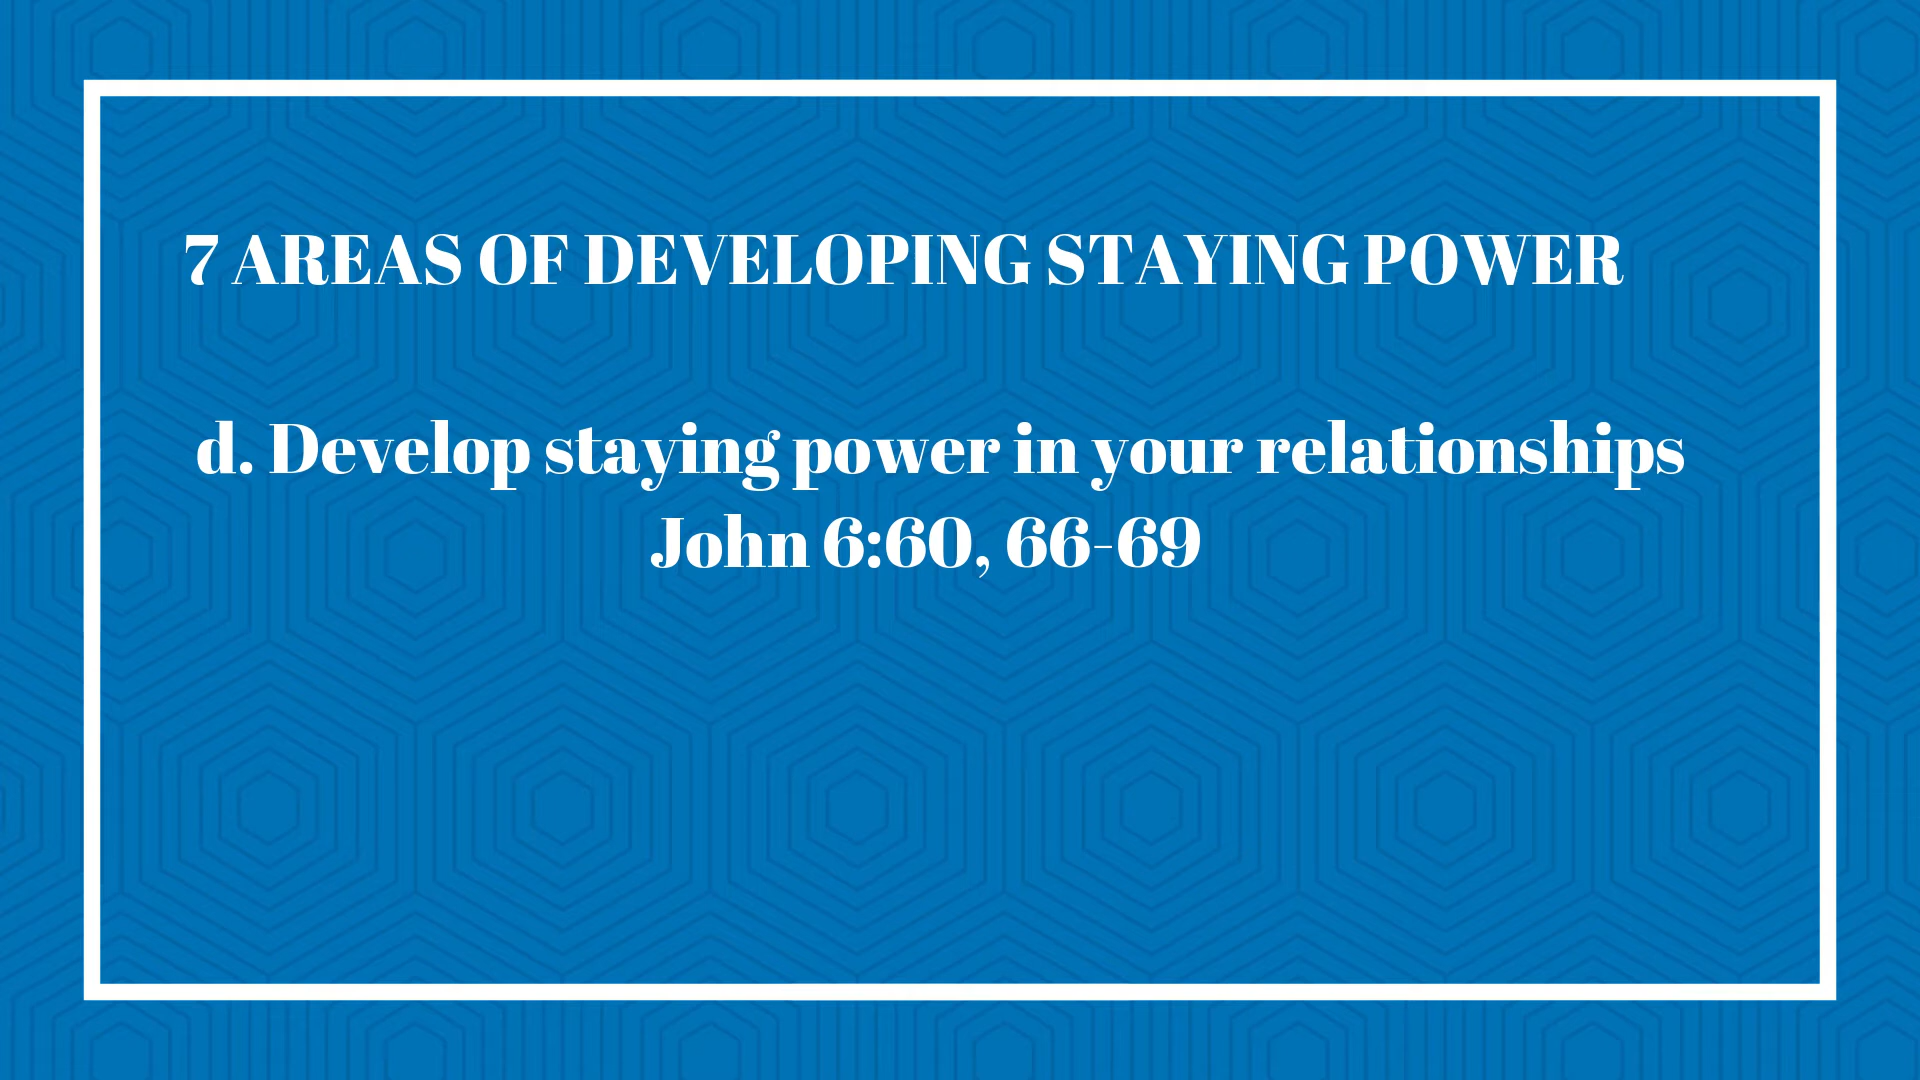 7 AREAS OF DEVELOPING STAYING POWER
d. Develop staying power in your relationships
John 6:60, 66-69